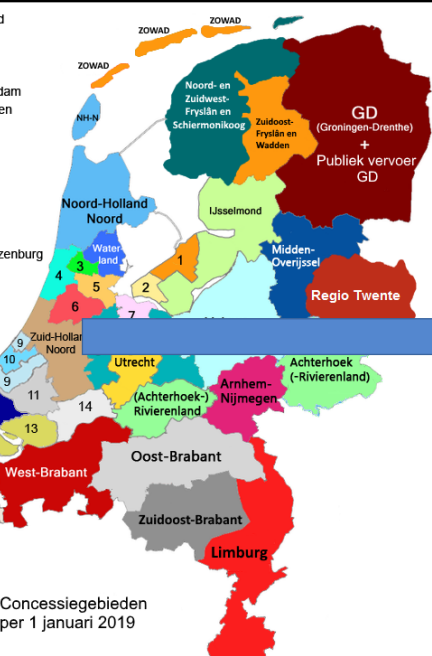 d
ZOWAD
ZOWAD
ZOWAD
dam
en
NH-N
Noord- en
Zuidwest-
Fryslân en
Schiermonikoog
Zuidoost-
Fryslân en
Wadden
GD
(Groningen-Drenthe)
+
Publiek vervoer
GD
Noord-Holland
Noord
IJsselmond
Water-
land
zenburg
1
Midden-
Overijssel
3
4
5
2
Regio Twente
6
7
Zuid-Hollan
Noord
9
10
9
Utrecht
Achterhoek
(-Rivierenland)
Arnhem-
Nijmegen
11
14
(Achterhoek-)
Rivierenland
13
West-Brabant
Oost-Brabant
Zuidoost-Brabant
Limburg
Concessiegebieden
per 1 januari 2019